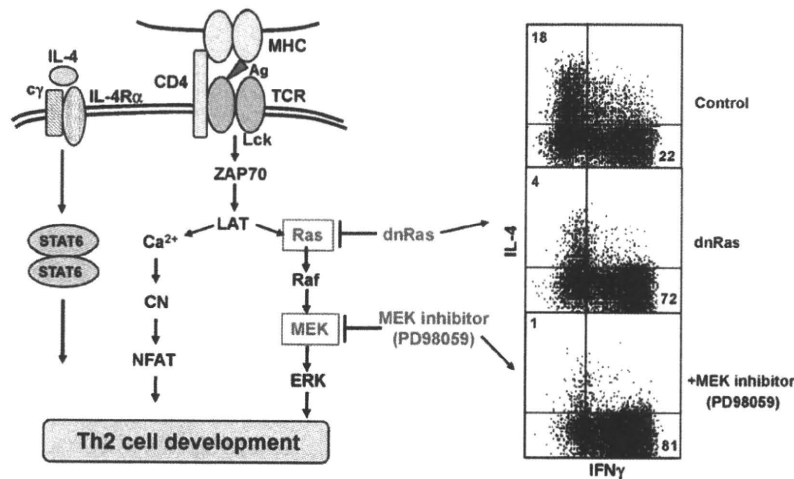 IL-4
cγ
IL-4Rα
CD4
MHC
Ag
TCR
Lck
ZAP70
LAT
Ca2+
CN
NFAT
STAT6
STAT6
Ras
dnRas
Raf
MEK
MEK inhibitor
(PD98059)
ERK
Th2 cell development
18
22
Control
4
72
dnRas
1
81
+MEK inhibitor
(PD98059)
IL-4
IFNγ